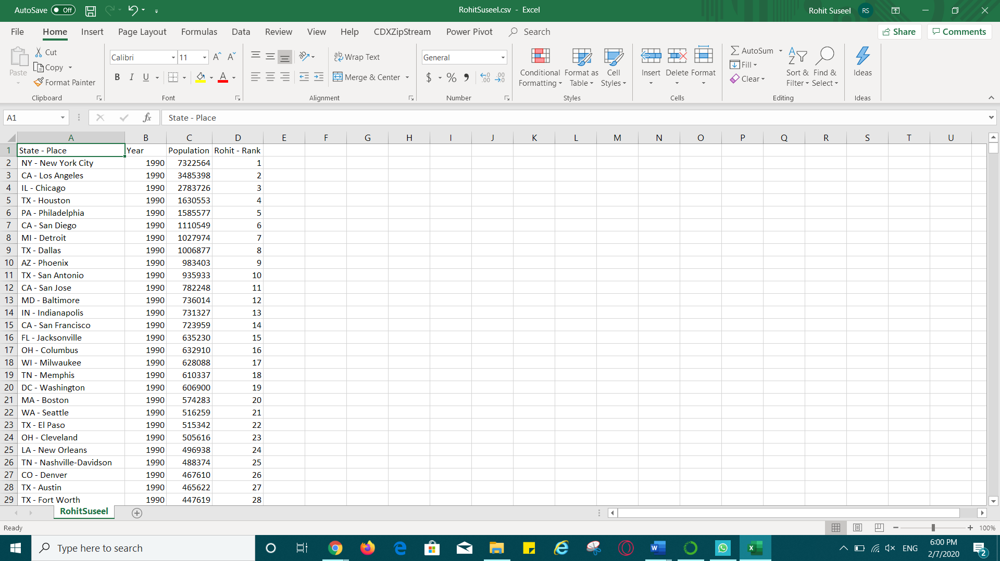 AutoSave Off RohitSuseel.csv - Excel Rohit Suseel RS
File Home Insert Page Layout Formulas Data Review View Help CDXZipStream Power Pivot Search Share Comments
Paste Cut Copy Format Painter
Clipboard
Calibri 11
B I U A
Font
Wrap Text
Merge & Center
Alignment
General
$ % ,
Number
Conditional Formatting Format as Table Cell Styles
Styles
Insert Delete Format
Cells
AutoSum
Fill
Clear
Sort & Filter Find & Select
Editing
Ideas
Ideas
A1 fx State - Place
A B C D E F G H I J K L M N O P Q R S T U
1 State - Place Year Population Rohit - Rank
2 NY - New York City 1990 7322564 1
3 CA - Los Angeles 1990 3485398 2
4 IL - Chicago 1990 2783726 3
5 TX - Houston 1990 1630553 4
6 PA - Philadelphia 1990 1585577 5
7 CA - San Diego 1990 1110549 6
8 MI - Detroit 1990 1027974 7
9 TX - Dallas 1990 1006877 8
10 AZ - Phoenix 1990 983403 9
11 TX - San Antonio 1990 935933 10
12 CA - San Jose 1990 782248 11
13 MD - Baltimore 1990 736014 12
14 IN - Indianapolis 1990 731327 13
15 CA - San Francisco 1990 723959 14
16 FL - Jacksonville 1990 635230 15
17 OH - Columbus 1990 632910 16
18 WI - Milwaukee 1990 628088 17
19 TN - Memphis 1990 610337 18
20 DC - Washington 1990 606900 19
21 MA - Boston 1990 574283 20
22 WA - Seattle 1990 516259 21
23 TX - El Paso 1990 515342 22
24 OH - Cleveland 1990 505616 23
25 LA - New Orleans 1990 496938 24
26 TN - Nashville-Davidson 1990 488374 25
27 CO - Denver 1990 467610 26
28 TX - Austin 1990 465622 27
29 TX - Fort Worth 1990 447619 28
RohitSuseel
Ready 100%
Type here to search ENG 6:00 PM
2/7/2020 2